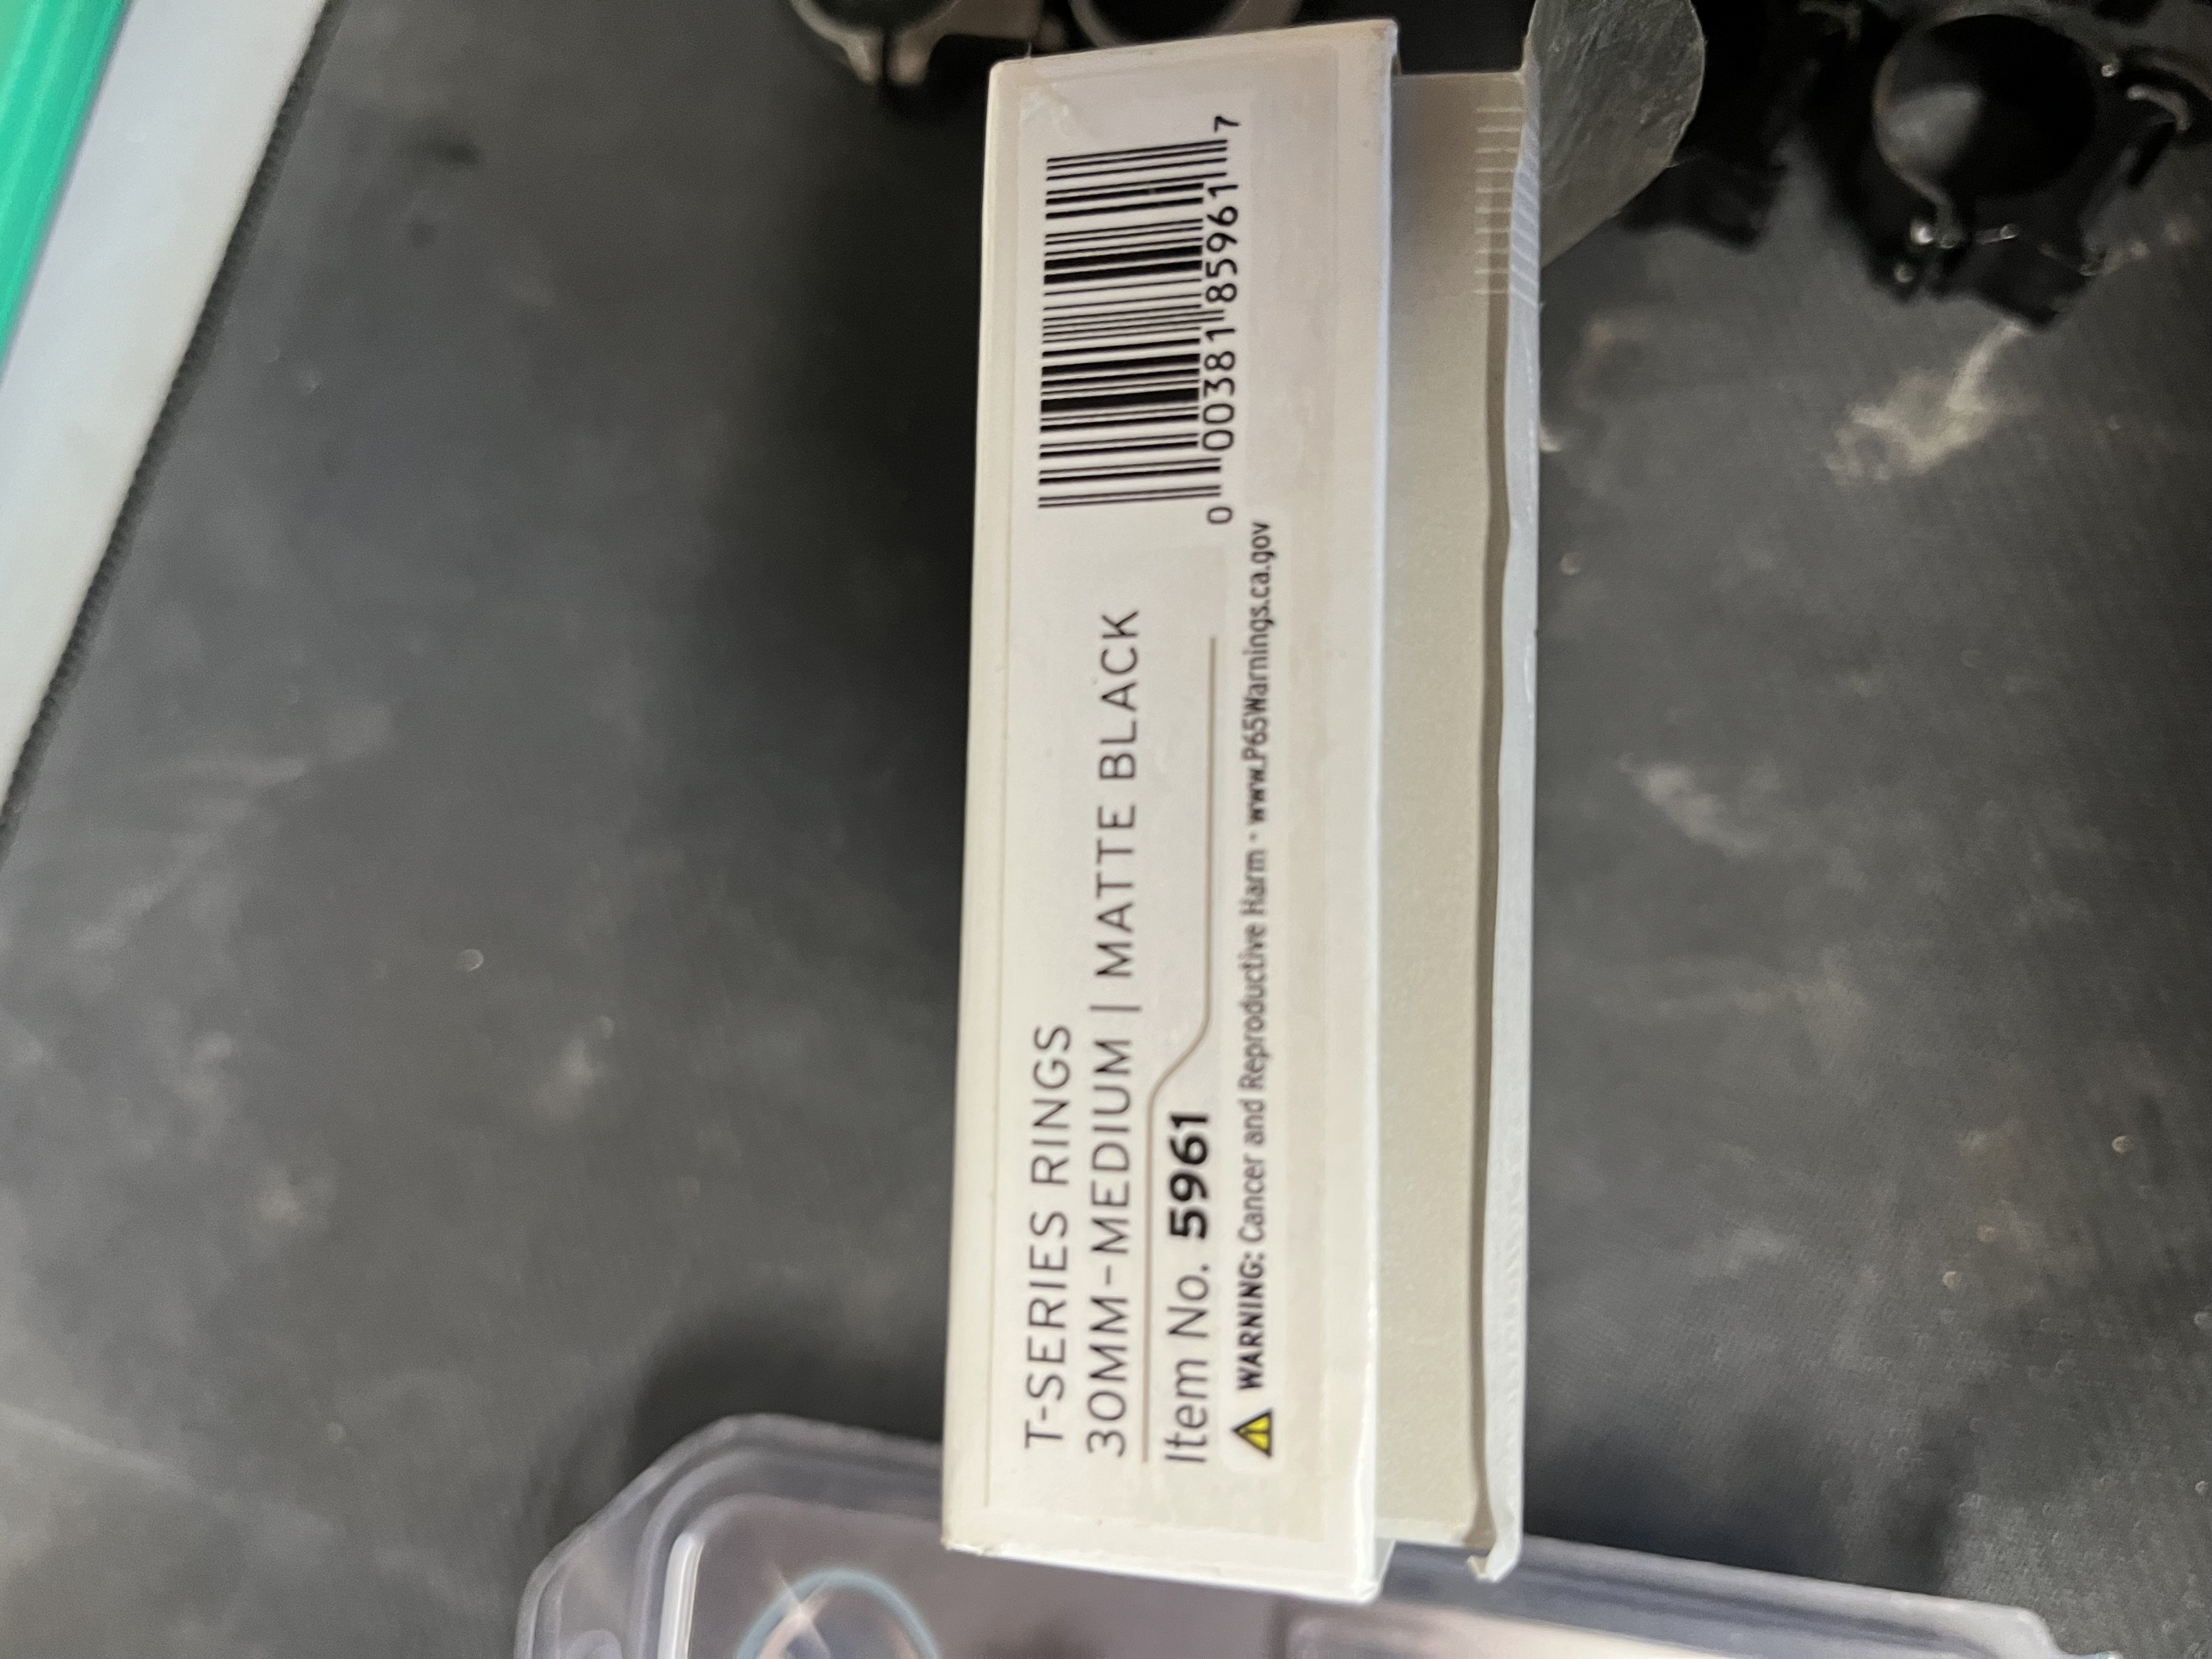 T-SERIES RINGS
30MM-MEDIUM | MATTE BLACK
Item No. 5961
WARNING: Cancer and Reproductive Harm - www.P65Warnings.ca.gov
0 00381 85961 7